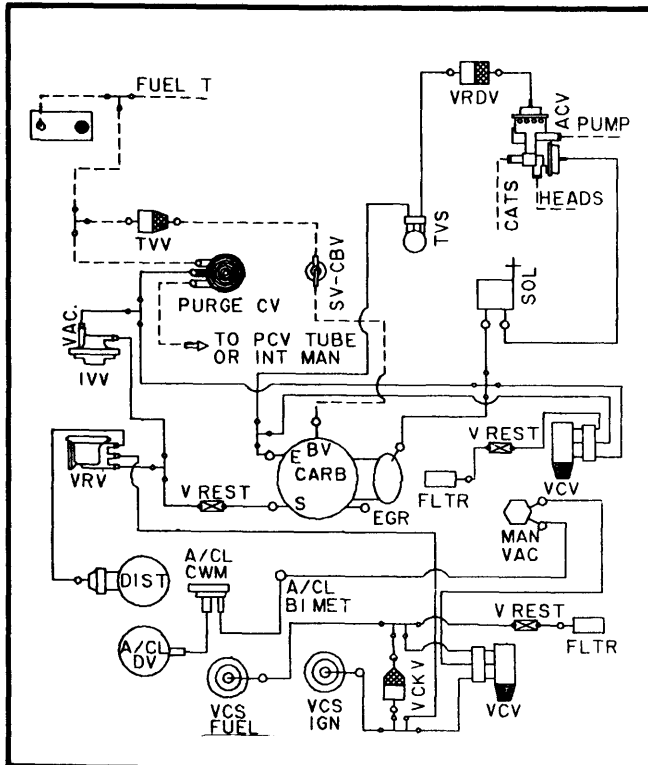 FUEL T
VRDV
ACV
PUMP
CATS
HEADS
TVV
TVS
SV-CBV
SOL
PURGE CV
VAC.
TO PCV TUBE
OR INT MAN
IVV
E
BV
CARB
S
EGR
V REST
FLTR
VCV
VRV
V REST
MAN
VAC
DIST
A/CL
CWM
A/CL
BI MET
A/CL
DV
V REST
FLTR
VCS
FUEL
VCS
IGN
VCKV
VCV